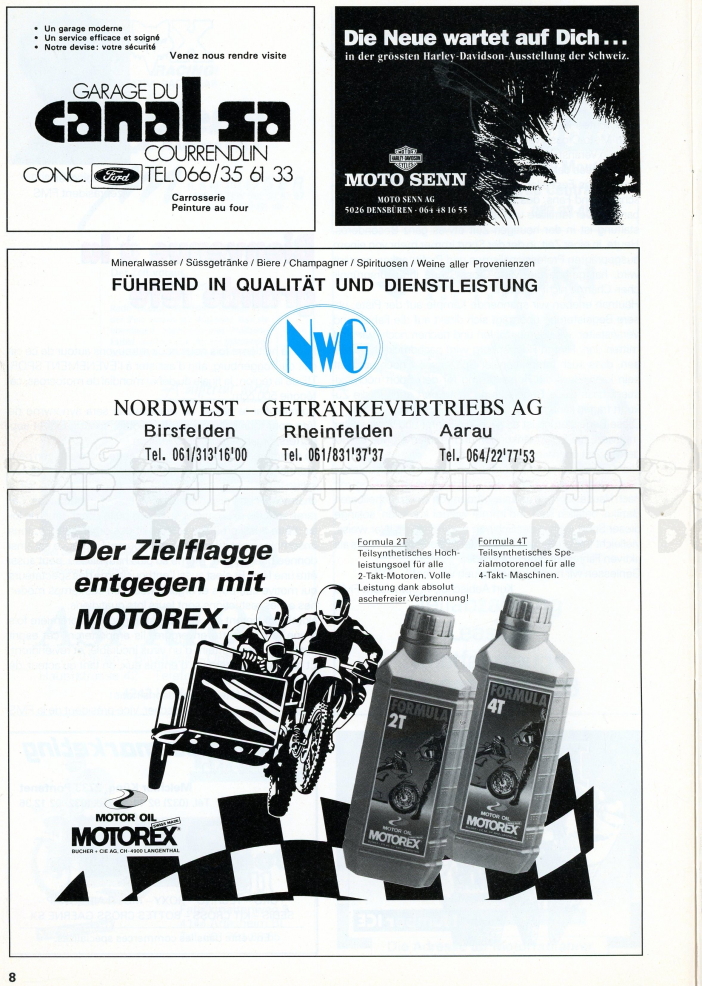 • Un garage moderne
• Un service efficace et soigné
• Notre devise: votre sécurité
Venez nous rendre visite
GARAGE DU
canal sa
COURRENDLIN
CONC. Ford TEL.066/35 61 33
Carrosserie
Peinture au four
Die Neue wartet auf Dich...
in der grössten Harley-Davidson-Ausstellung der Schweiz.
HARLEY-DAVIDSON
MOTO SENN
MOTO SENN AG
5026 DENSBÜREN · 064 48 16 55
Mineralwasser / Süssgetränke / Biere / Champagner / Spirituosen / Weine aller Provenienzen
FÜHREND IN QUALITÄT UND DIENSTLEISTUNG
NWG
NORDWEST – GETRÄNKEVERTRIEBS AG
Birsfelden Rheinfelden Aarau
Tel. 061/313'16'00 Tel. 061/831'37'37 Tel. 064/22'77'53
LG JP DG
Der Zielflagge
entgegen mit
MOTOREX.
Formula 2T
Teilsynthetisches Hoch-
leistungsoel für alle
2-Takt-Motoren. Volle
Leistung dank absolut
aschefreier Verbrennung!
Formula 4T
Teilsynthetisches Spe-
zialmotorenoel für alle
4-Takt- Maschinen.
FORMULA
2T
MOTOR OIL
MOTOREX
FORMULA
4T
MOTOR OIL
MOTOREX
MOTOR OIL
MOTOREX
SWISS MADE
BUCHER + CIE AG, CH-4900 LANGENTHAL
8